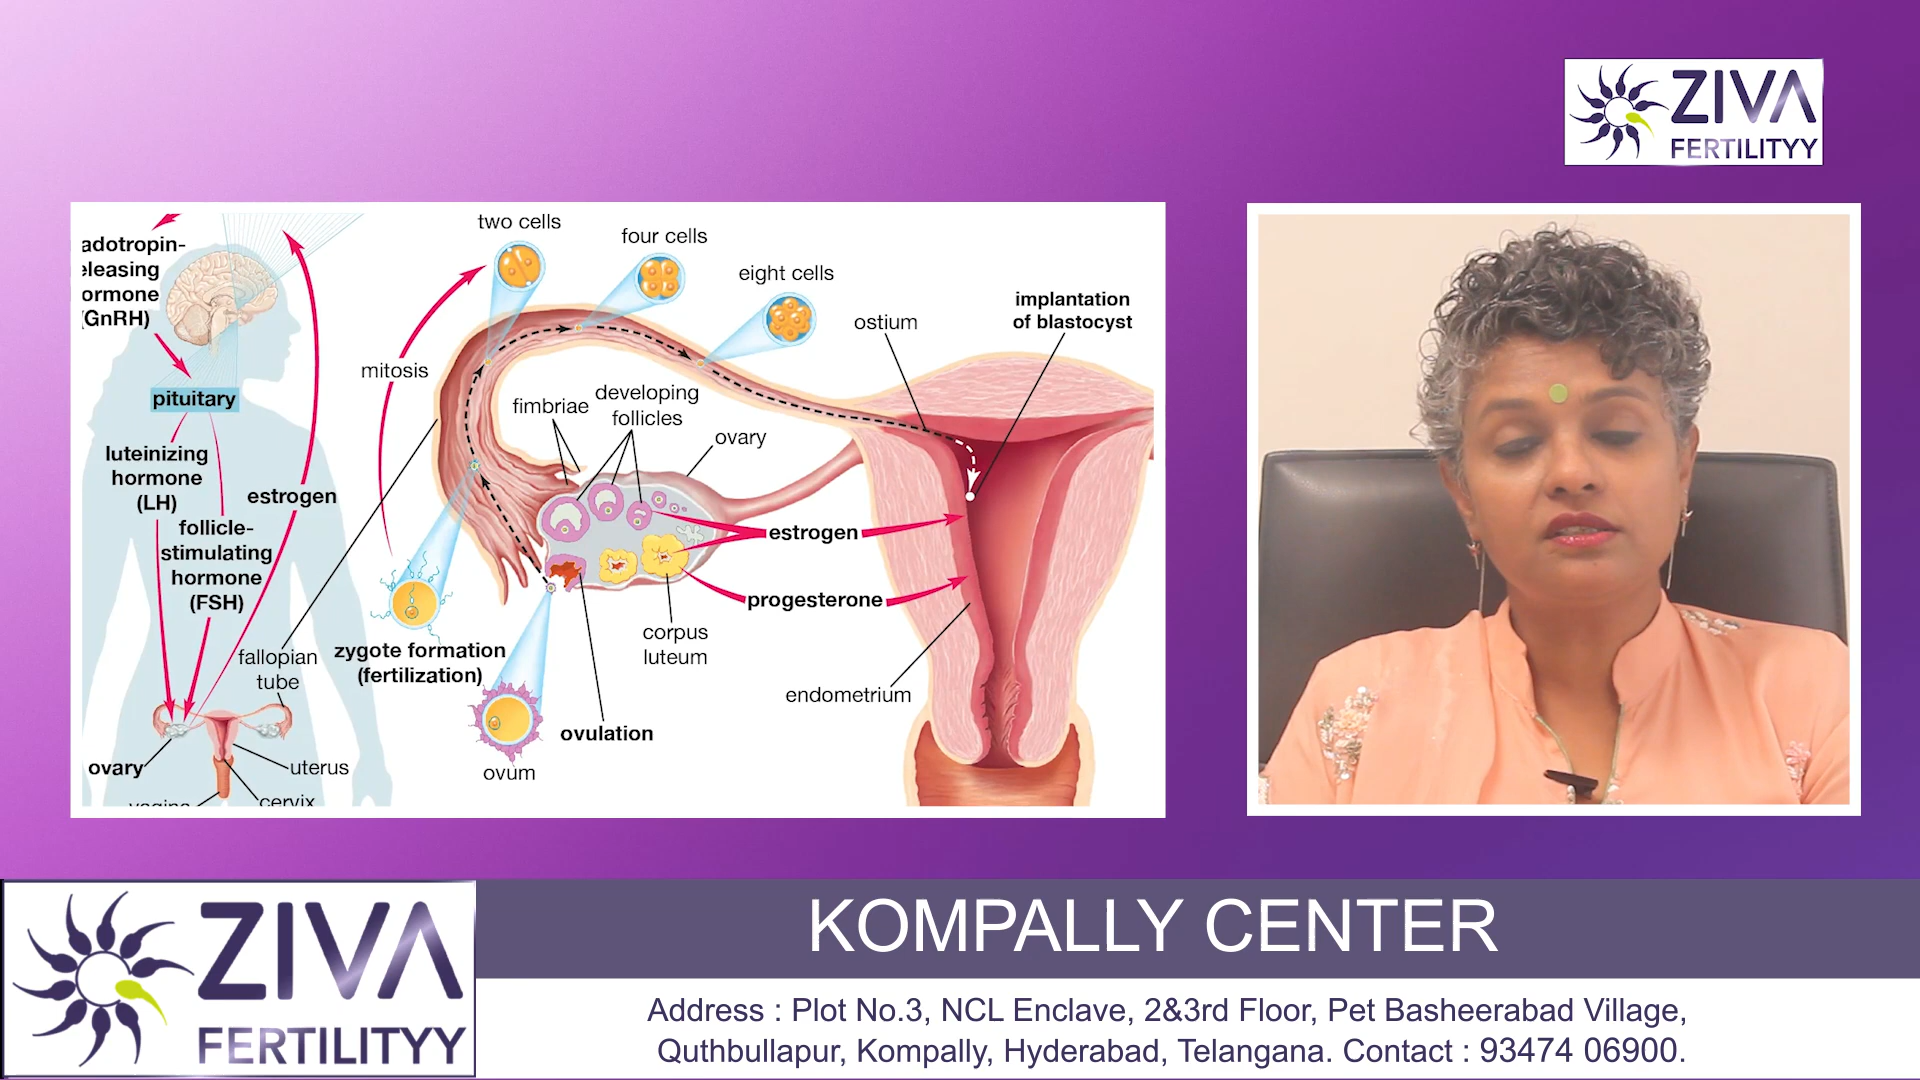 ZIVA
FERTILITYY
adotropin-
eleasing
ormone
(GnRH)
pituitary
luteinizing
hormone
(LH)
follicle-
stimulating
hormone
(FSH)
estrogen
fallopian
tube
ovary
uterus
cervix
two cells
four cells
eight cells
mitosis
fimbriae
developing
follicles
ovary
ostium
implantation
of blastocyst
estrogen
progesterone
corpus
luteum
endometrium
zygote formation
(fertilization)
ovulation
ovum
ZIVA
FERTILITYY
KOMPALLY CENTER
Address : Plot No.3, NCL Enclave, 2&3rd Floor, Pet Basheerabad Village,
Quthbullapur, Kompally, Hyderabad, Telangana. Contact : 93474 06900.